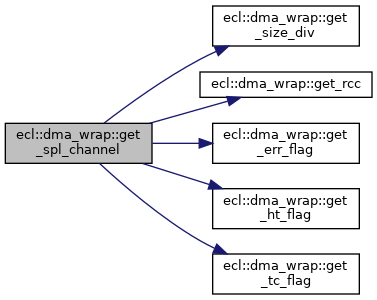 ecl::dma_wrap::get
_spl_channel
ecl::dma_wrap::get
_size_div
ecl::dma_wrap::get_rcc
ecl::dma_wrap::get
_err_flag
ecl::dma_wrap::get
_ht_flag
ecl::dma_wrap::get
_tc_flag